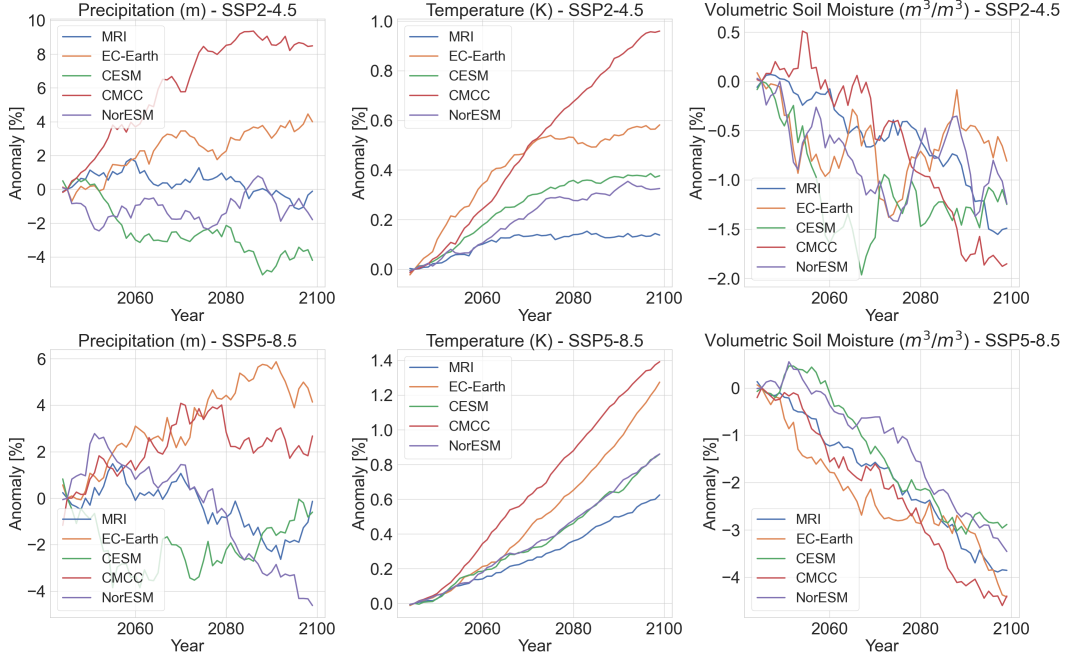 Precipitation (m) - SSP2-4.5
Anomaly [%]
10
8
6
4
2
0
−2
−4
MRI
EC-Earth
CESM
CMCC
NorESM
2060
2080
2100
Year
Temperature (K) - SSP2-4.5
Anomaly [%]
1.0
0.8
0.6
0.4
0.2
0.0
MRI
EC-Earth
CESM
CMCC
NorESM
2060
2080
2100
Year
Volumetric Soil Moisture (m³/m³) - SSP2-4.5
Anomaly [%]
0.5
0.0
−0.5
−1.0
−1.5
−2.0
MRI
EC-Earth
CESM
CMCC
NorESM
2060
2080
2100
Year
Precipitation (m) - SSP5-8.5
Anomaly [%]
6
4
2
0
−2
−4
MRI
EC-Earth
CESM
CMCC
NorESM
2060
2080
2100
Year
Temperature (K) - SSP5-8.5
Anomaly [%]
1.4
1.2
1.0
0.8
0.6
0.4
0.2
0.0
MRI
EC-Earth
CESM
CMCC
NorESM
2060
2080
2100
Year
Volumetric Soil Moisture (m³/m³) - SSP5-8.5
Anomaly [%]
0
−1
−2
−3
−4
MRI
EC-Earth
CESM
CMCC
NorESM
2060
2080
2100
Year